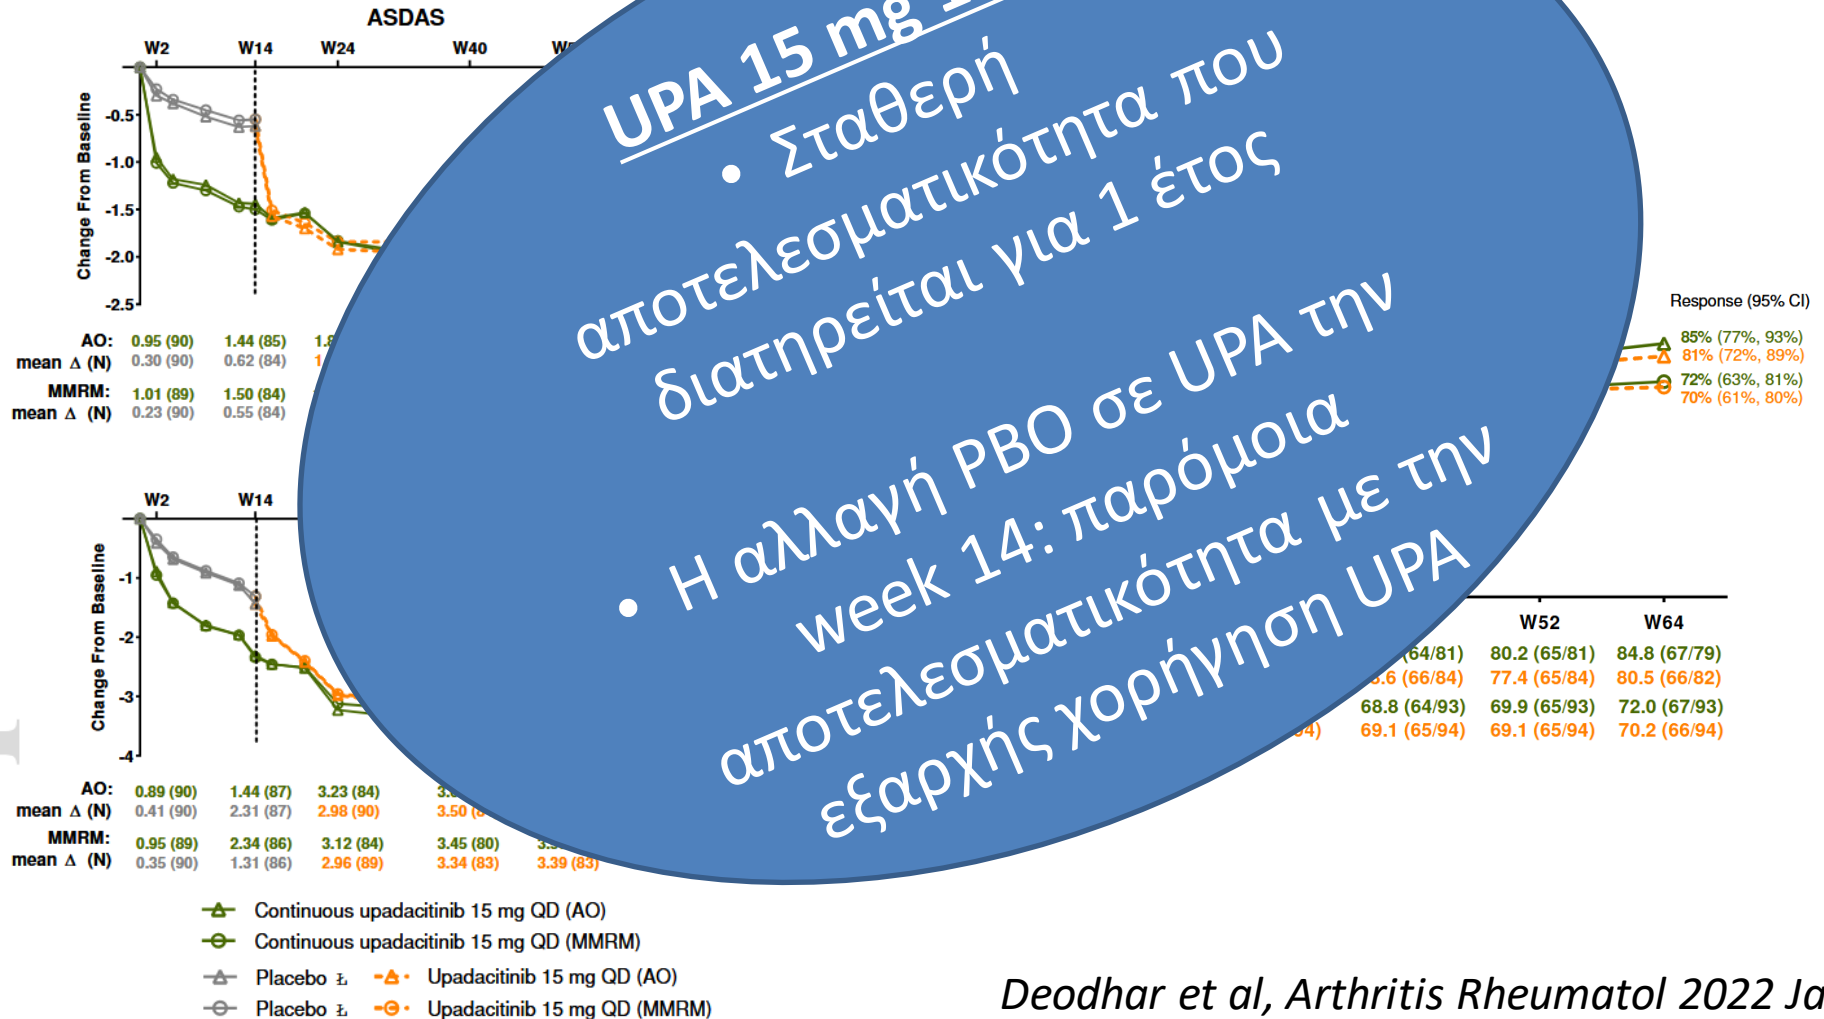 ASDAS
W2 W14 W24 W40
Change From Baseline
-0.5
-1.0
-1.5
-2.0
-2.5
AO: 0.95 (90) 1.44 (85)
mean Δ (N) 0.30 (90) 0.62 (84)
MMRM: 1.01 (89) 1.50 (84)
mean Δ (N) 0.23 (90) 0.55 (84)
UPA 15 mg
• Σταθερή
αποτελεσματικότητα που
διατηρείται για 1 έτος
• Η αλλαγή PBO σε UPA την
week 14: παρόμοια
αποτελεσματικότητα με την
εξαρχής χορήγηση UPA
Response (95% CI)
85% (77%, 93%)
81% (72%, 89%)
72% (63%, 81%)
70% (61%, 80%)
W2 W14
Change From Baseline
-1
-2
-3
-4
AO: 0.89 (90) 1.44 (87) 3.23 (84)
mean Δ (N) 0.41 (90) 2.31 (87) 2.98 (90) 3.50
MMRM: 0.95 (89) 2.34 (86) 3.12 (84) 3.45 (80)
mean Δ (N) 0.35 (90) 1.31 (86) 2.96 (89) 3.34 (83) 3.39 (83)
W52 W64
(64/81) 80.2 (65/81) 84.8 (67/79)
(66/84) 77.4 (65/84) 80.5 (66/82)
68.8 (64/93) 69.9 (65/93) 72.0 (67/93)
69.1 (65/94) 69.1 (65/94) 70.2 (66/94)
Continuous upadacitinib 15 mg QD (AO)
Continuous upadacitinib 15 mg QD (MMRM)
Placebo Ł Upadacitinib 15 mg QD (AO)
Placebo Ł Upadacitinib 15 mg QD (MMRM)
Deodhar et al, Arthritis Rheumatol 2022 Ja